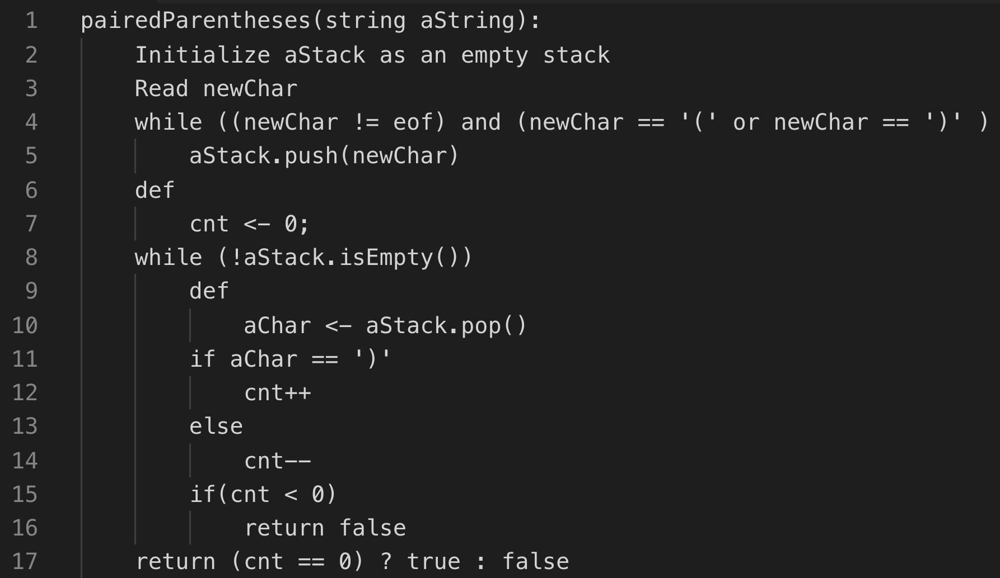 1 pairedParentheses(string aString):
2 Initialize aStack as an empty stack
3 Read newChar
4 while ((newChar != eof) and (newChar == '(' or newChar == ')' )
5 aStack.push(newChar)
6 def
7 cnt <- 0;
8 while (!aStack.isEmpty())
9 def
10 aChar <- aStack.pop()
11 if aChar == ')'
12 cnt++
13 else
14 cnt--
15 if(cnt < 0)
16 return false
17 return (cnt == 0) ? true : false